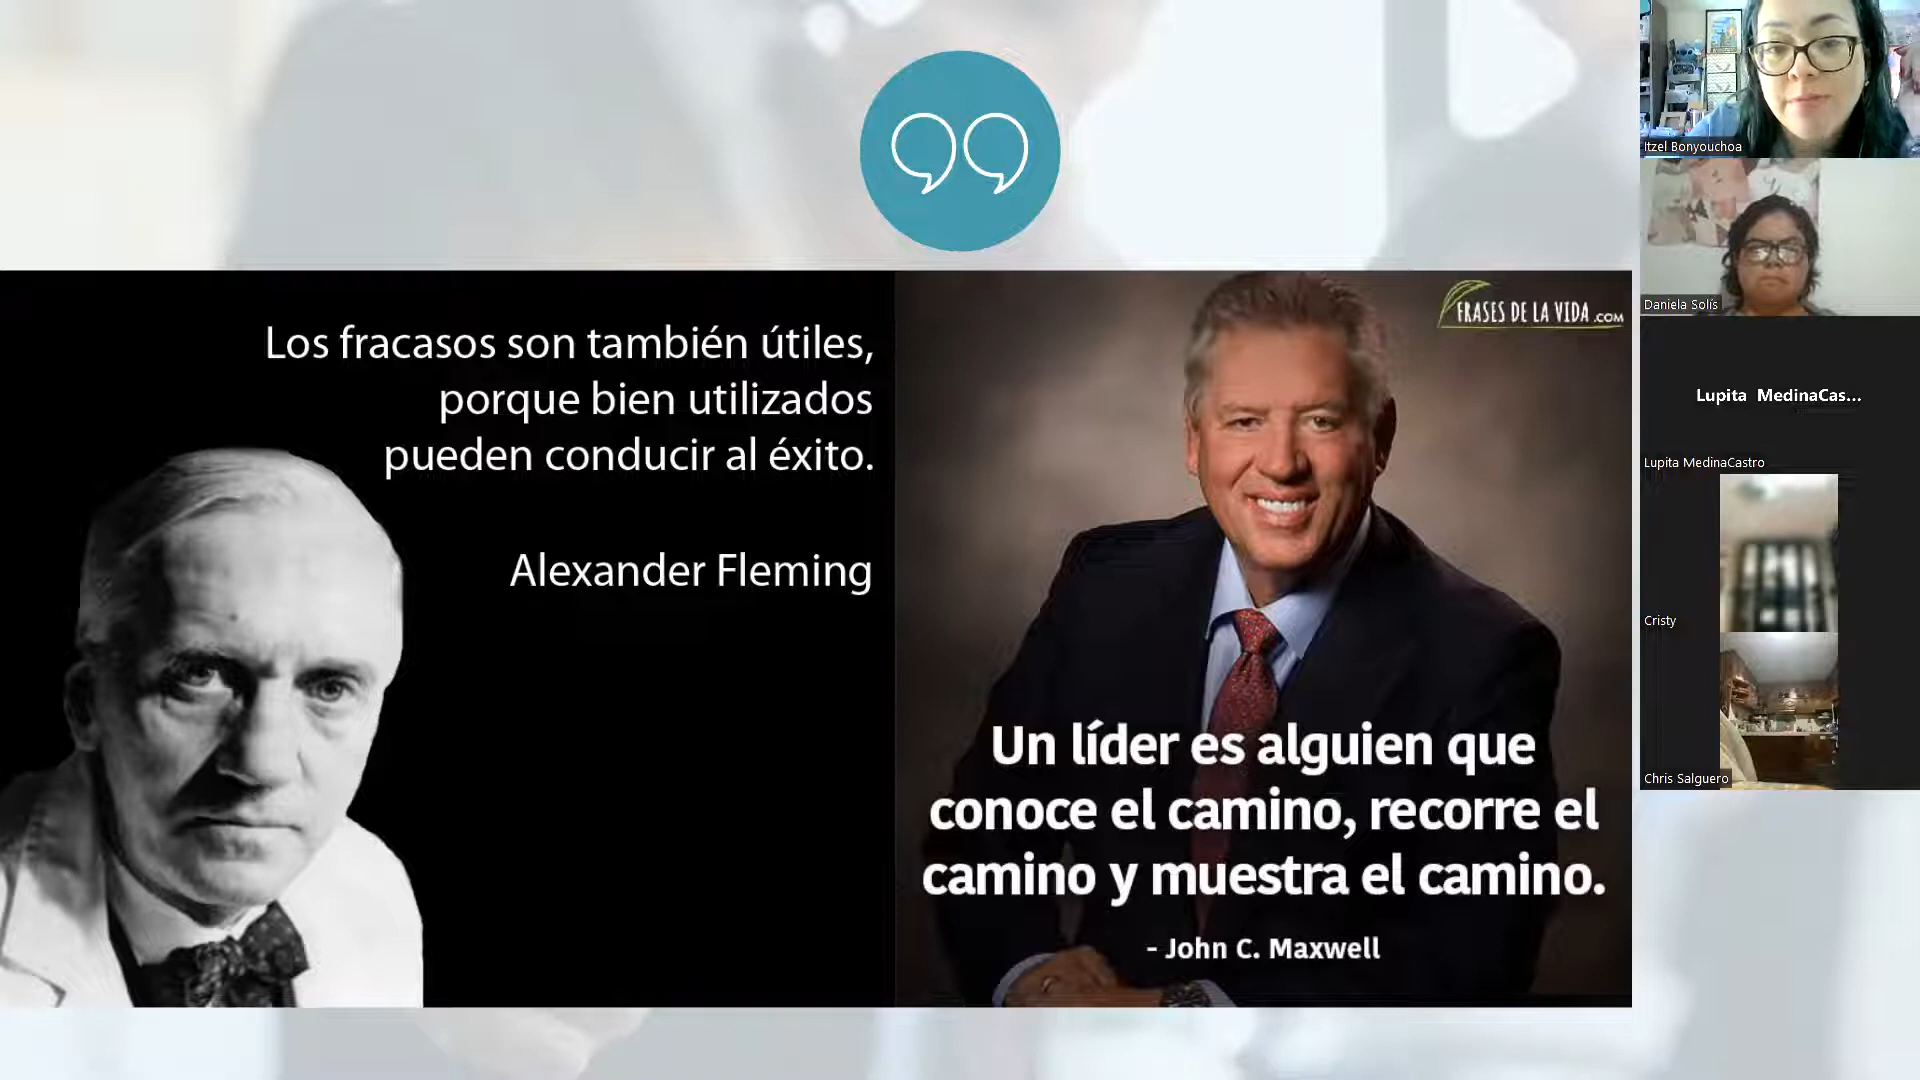 Los fracasos son también útiles,
porque bien utilizados
pueden conducir al éxito.
Alexander Fleming
FRASES DE LA VIDA.COM
Un líder es alguien que
conoce el camino, recorre el
camino y muestra el camino.
- John C. Maxwell
Itzel Bonyouchoa
Daniela Solís
Lupita MedinaCas...
Lupita MedinaCastro
Cristy
Chris Salguero